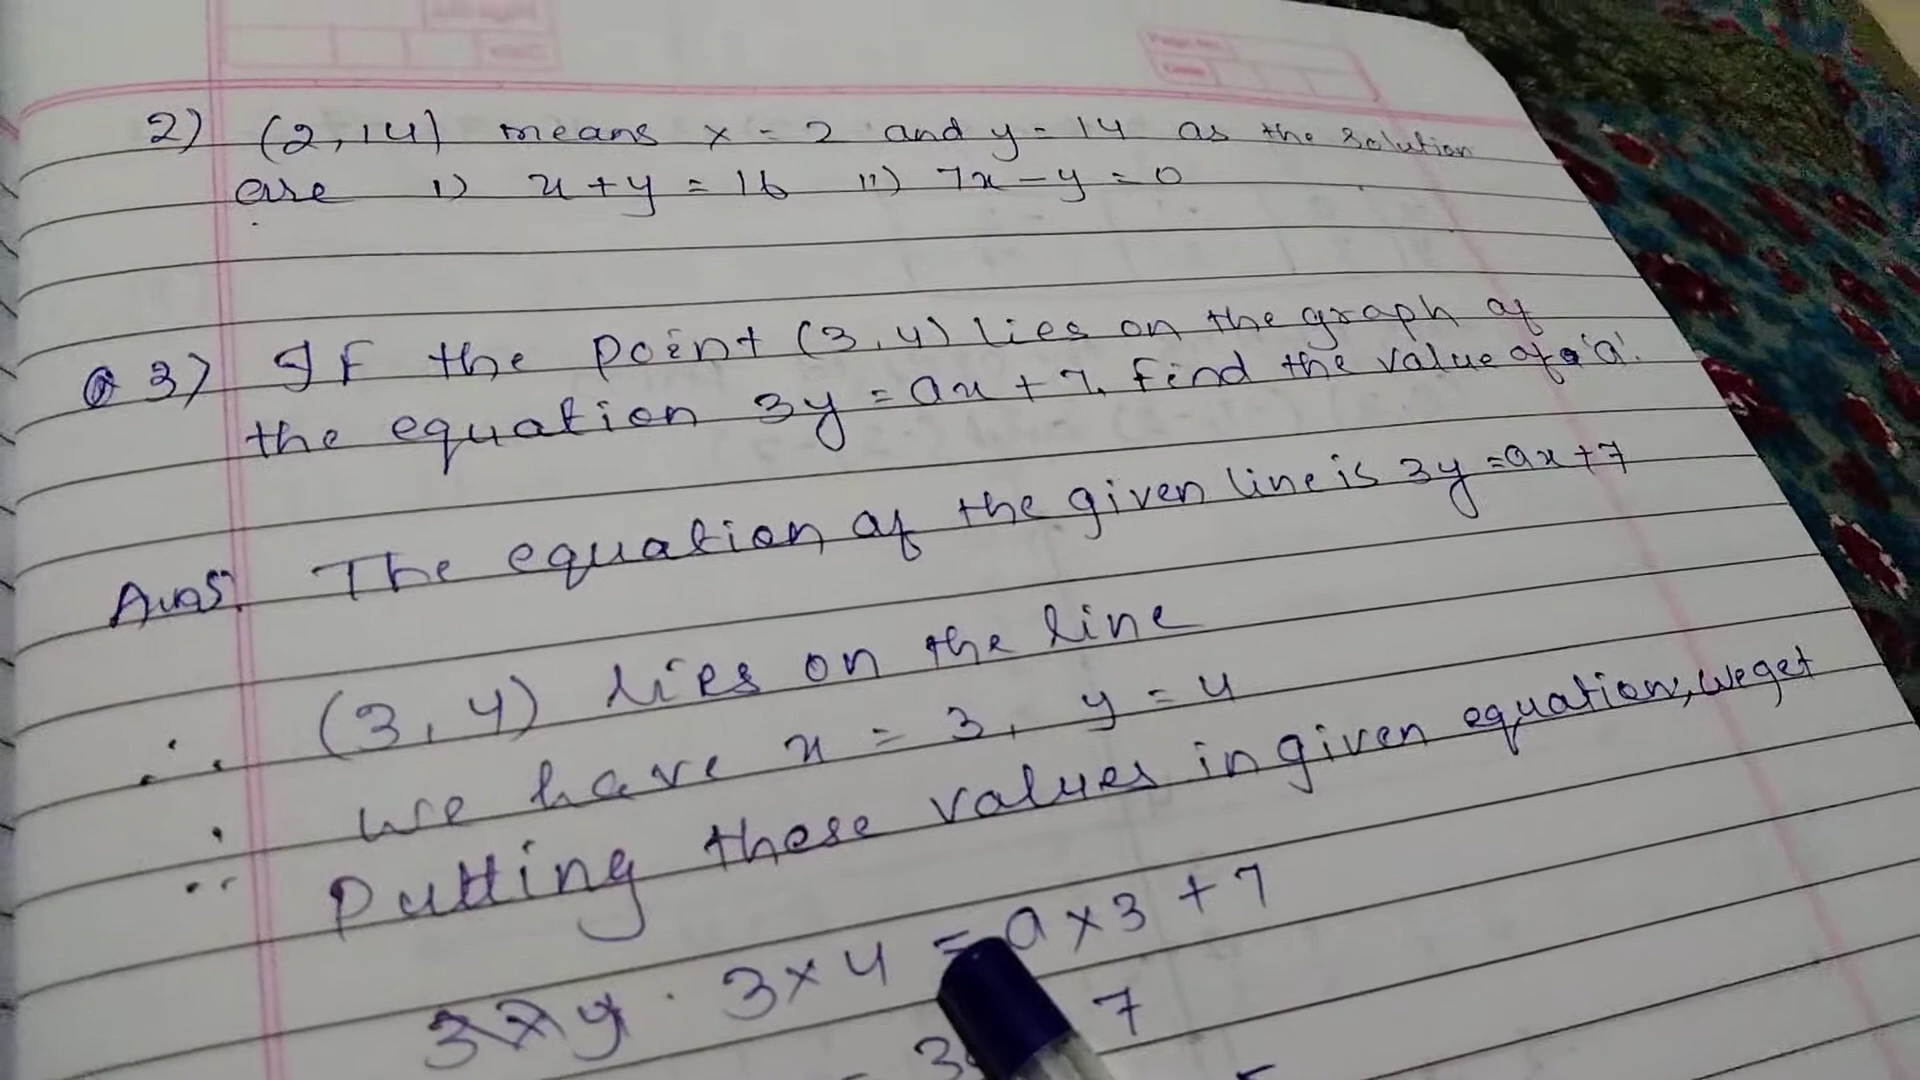 2) (2,14) means x = 2 and y = 14 as the solution
are i) x + y = 16 ii) 7x - y = 0
Q 3) If the point (3,4) lies on the graph of
the equation 3y = ax + 7. find the value of 'a'.
Ans. The equation of the given line is 3y = ax + 7
(3,4) lies on the line
∴ we have x = 3, y = 4
∴ Putting these values in given equation, we get
3 × 4 = a × 3 + 7
3 7